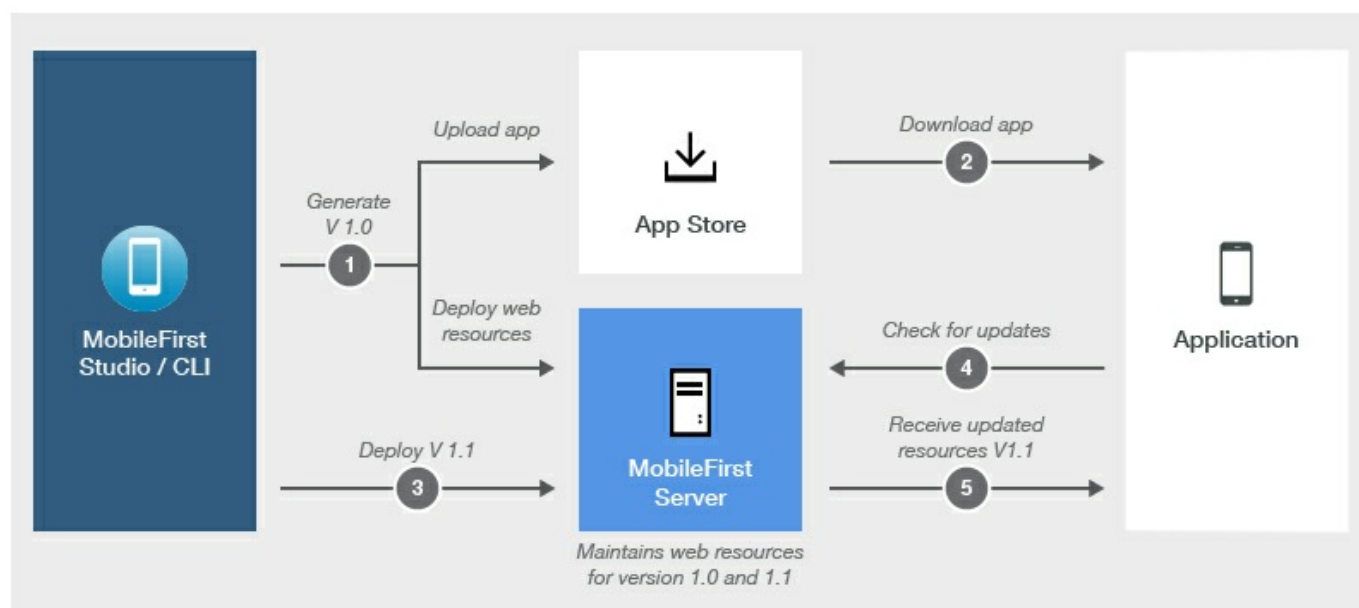 Upload app
Generate
V 1.0
1
Deploy web
resources
MobileFirst
Studio / CLI
Deploy V 1.1
3
App Store
MobileFirst
Server
Maintains web resources
for version 1.0 and 1.1
Download app
2
Check for updates
4
Receive updated
resources V1.1
5
Application